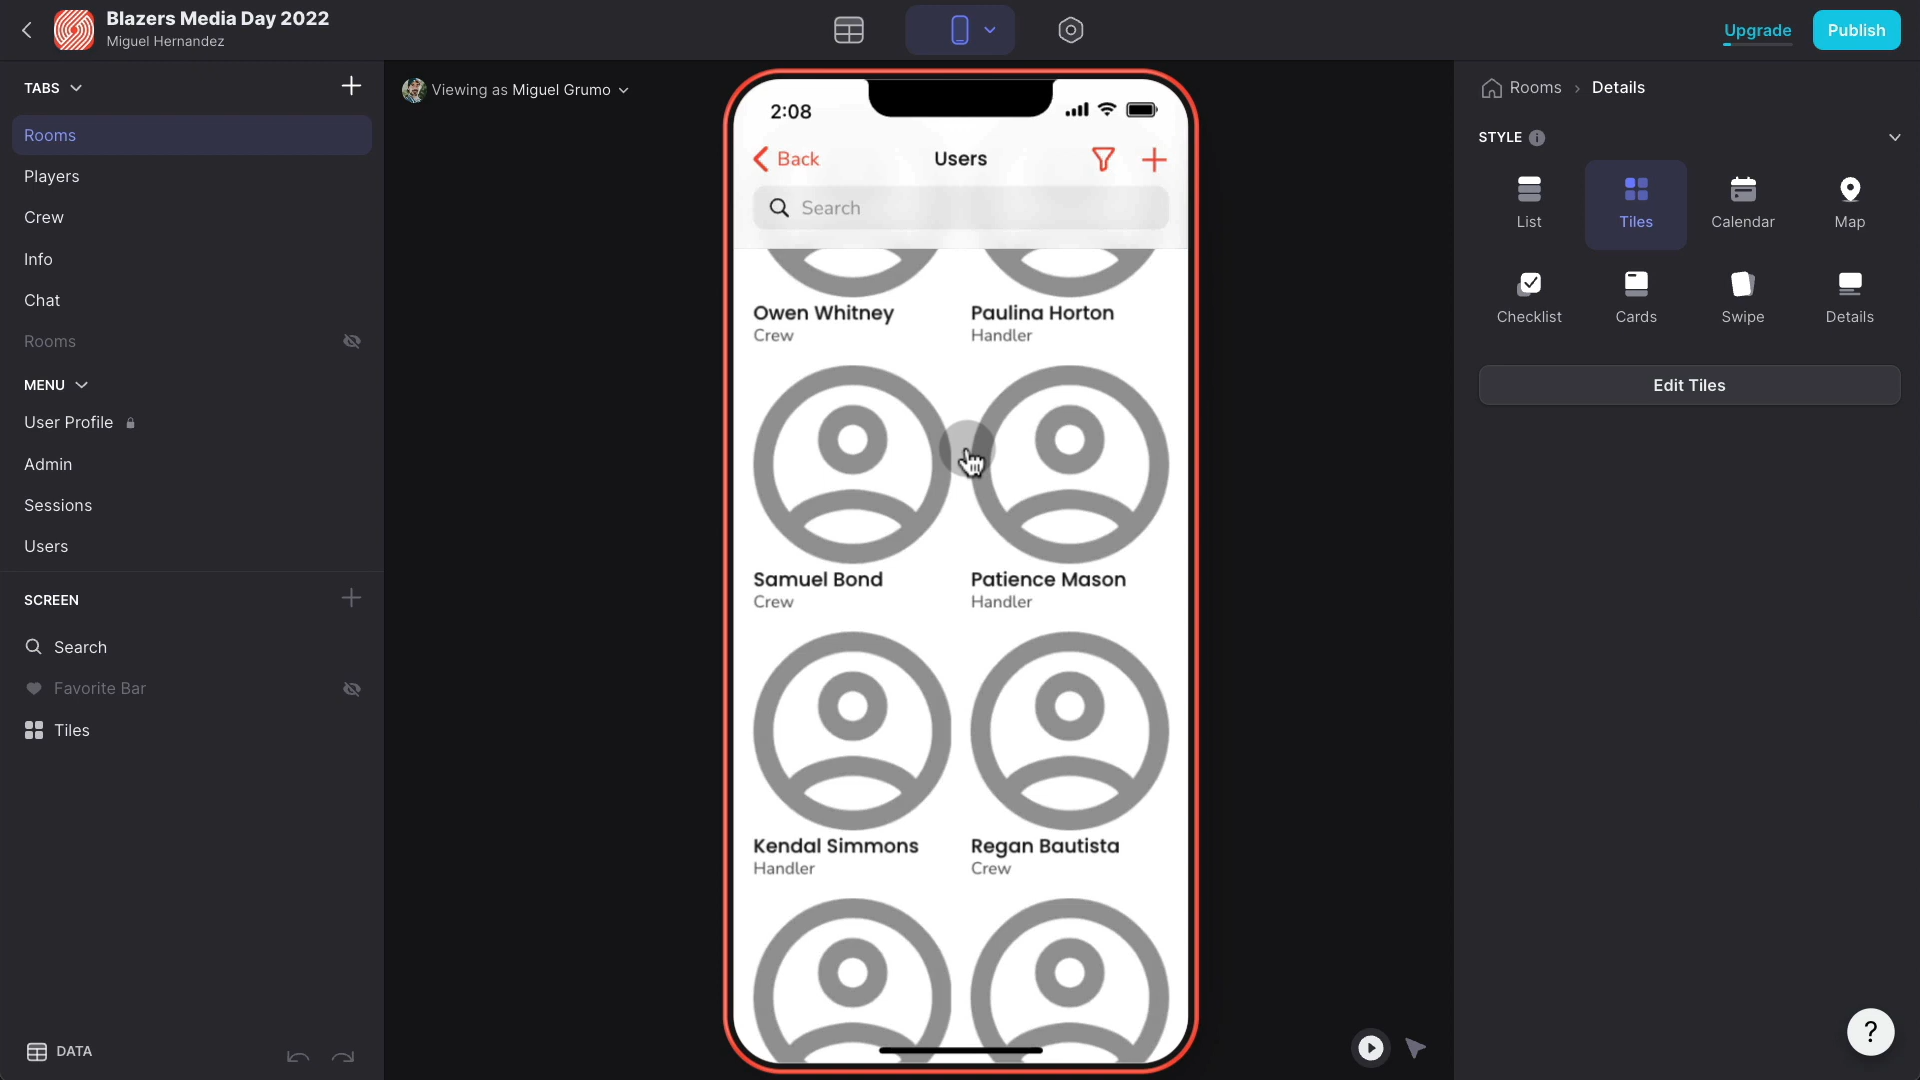 Blazers Media Day 2022
Miguel Hernandez
Upgrade
Publish
TABS
Rooms
Players
Crew
Info
Chat
Rooms
MENU
User Profile
Admin
Sessions
Users
SCREEN
Search
Favorite Bar
Tiles
DATA
Viewing as Miguel Grumo
2:08
Back
Users
Search
Owen Whitney
Crew
Paulina Horton
Handler
Samuel Bond
Crew
Patience Mason
Handler
Kendal Simmons
Handler
Regan Bautista
Crew
Rooms > Details
STYLE
List
Tiles
Calendar
Map
Checklist
Cards
Swipe
Details
Edit Tiles
?